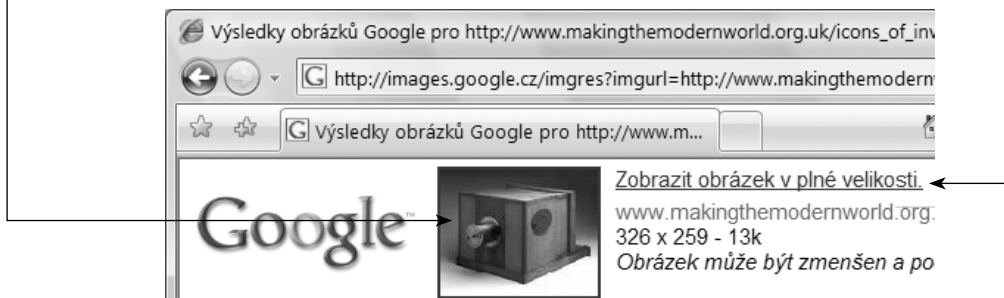 Výsledky obrázků Google pro http://www.makingthemodernworld.org.uk/icons_of_inv
G http://images.google.cz/imgres?imgurl=http://www.makingthemodern
G Výsledky obrázků Google pro http://www.m...
Google™
Zobrazit obrázek v plné velikosti.
www.makingthemodernworld.org.
326 x 259 - 13k
Obrázek může být zmenšen a po